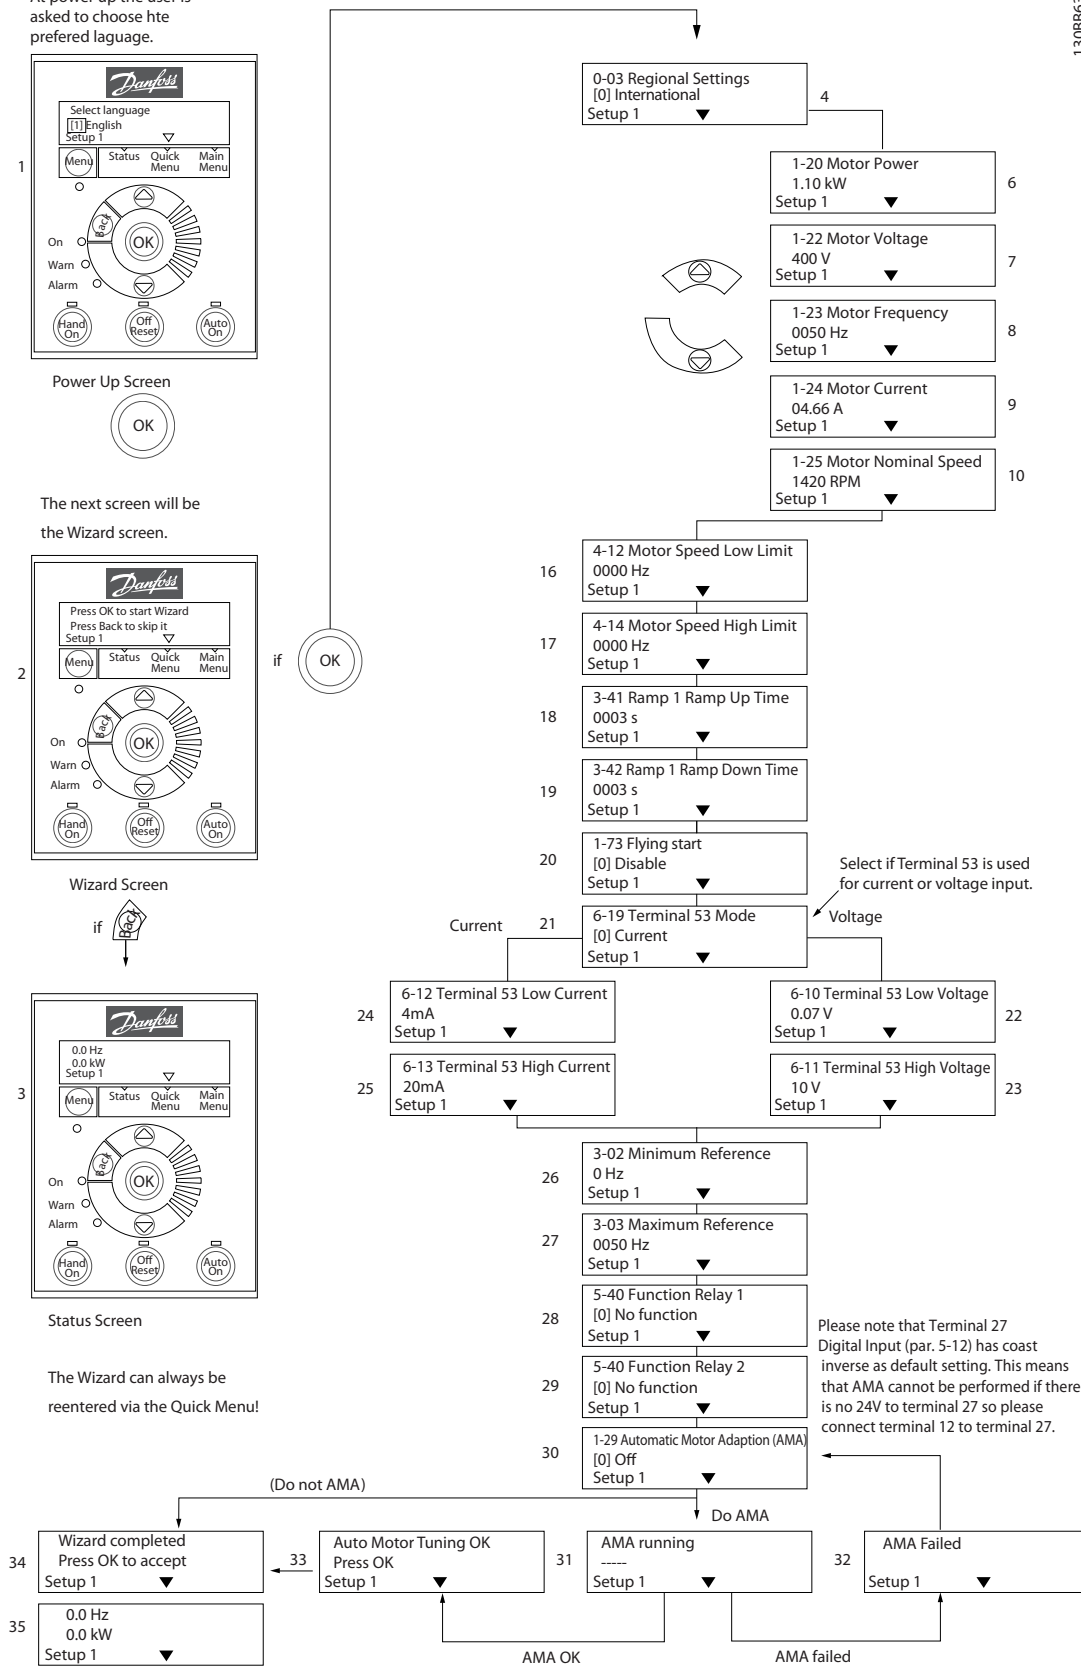 At power up the user is
asked to choose hte
prefered laguage.
Danfoss
Select language
[1] English
Setup 1
1
Menu
Status
Quick
Menu
Main
Menu
Back
OK
On
Warn
Alarm
Hand
On
Off
Reset
Auto
On
Power Up Screen
OK
The next screen will be
the Wizard screen.
Danfoss
Press OK to start Wizard
Press Back to skip it
Setup 1
2
Menu
Status
Quick
Menu
Main
Menu
Back
OK
On
Warn
Alarm
Hand
On
Off
Reset
Auto
On
if
OK
Wizard Screen
if
Back
Danfoss
0.0 Hz
0.0 kW
Setup 1
3
Menu
Status
Quick
Menu
Main
Menu
Back
OK
On
Warn
Alarm
Hand
On
Off
Reset
Auto
On
Status Screen
The Wizard can always be
reentered via the Quick Menu!
0-03 Regional Settings
[0] International
Setup 1
4
1-20 Motor Power
1.10 kW
Setup 1
6
1-22 Motor Voltage
400 V
Setup 1
7
1-23 Motor Frequency
0050 Hz
Setup 1
8
1-24 Motor Current
04.66 A
Setup 1
9
1-25 Motor Nominal Speed
1420 RPM
Setup 1
10
4-12 Motor Speed Low Limit
0000 Hz
Setup 1
16
4-14 Motor Speed High Limit
0000 Hz
Setup 1
17
3-41 Ramp 1 Ramp Up Time
0003 s
Setup 1
18
3-42 Ramp 1 Ramp Down Time
0003 s
Setup 1
19
1-73 Flying start
[0] Disable
Setup 1
20
Select if Terminal 53 is used
for current or voltage input.
Current
21
6-19 Terminal 53 Mode
[0] Current
Setup 1
Voltage
24
6-12 Terminal 53 Low Current
4mA
Setup 1
6-10 Terminal 53 Low Voltage
0.07 V
Setup 1
22
25
6-13 Terminal 53 High Current
20mA
Setup 1
6-11 Terminal 53 High Voltage
10 V
Setup 1
23
26
3-02 Minimum Reference
0 Hz
Setup 1
27
3-03 Maximum Reference
0050 Hz
Setup 1
28
5-40 Function Relay 1
[0] No function
Setup 1
29
5-40 Function Relay 2
[0] No function
Setup 1
Please note that Terminal 27
Digital Input (par. 5-12) has coast
inverse as default setting. This means
that AMA cannot be performed if there
is no 24V to terminal 27 so please
connect terminal 12 to terminal 27.
30
1-29 Automatic Motor Adaption (AMA)
[0] Off
Setup 1
(Do not AMA)
Do AMA
34
Wizard completed
Press OK to accept
Setup 1
33
Auto Motor Tuning OK
Press OK
Setup 1
31
AMA running
-----
Setup 1
32
AMA Failed
Setup 1
35
0.0 Hz
0.0 kW
Setup 1
AMA OK
AMA failed